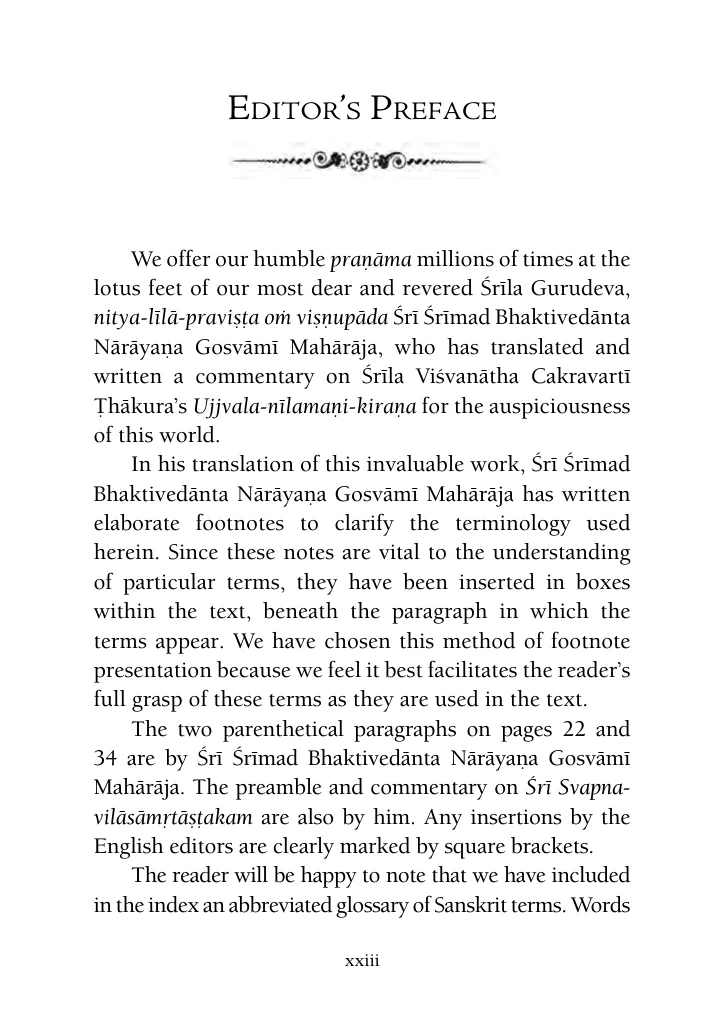 Editor’s Preface
We offer our humble praṇāma millions of times at the
lotus feet of our most dear and revered Śrīla Gurudeva,
nitya-līlā-praviṣṭa oṁ viṣṇupāda Śrī Śrīmad Bhaktivedānta
Nārāyaṇa Gosvāmī Mahārāja, who has translated and
written a commentary on Śrīla Viśvanātha Cakravartī
Ṭhākura’s Ujjvala-nīlamaṇi-kiraṇa for the auspiciousness
of this world.
In his translation of this invaluable work, Śrī Śrīmad
Bhaktivedānta Nārāyaṇa Gosvāmī Mahārāja has written
elaborate footnotes to clarify the terminology used
herein. Since these notes are vital to the understanding
of particular terms, they have been inserted in boxes
within the text, beneath the paragraph in which the
terms appear. We have chosen this method of footnote
presentation because we feel it best facilitates the reader’s
full grasp of these terms as they are used in the text.
The two parenthetical paragraphs on pages 22 and
34 are by Śrī Śrīmad Bhaktivedānta Nārāyaṇa Gosvāmī
Mahārāja. The preamble and commentary on Śrī Svapna-
vilāsāmṛtāṣṭakam are also by him. Any insertions by the
English editors are clearly marked by square brackets.
The reader will be happy to note that we have included
in the index an abbreviated glossary of Sanskrit terms. Words
xxiii